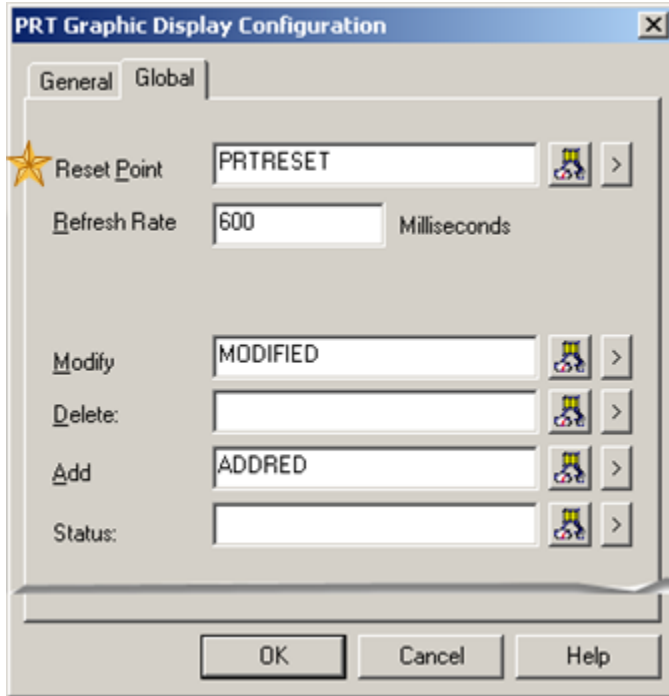 PRT Graphic Display Configuration
General Global
Reset Point PRTRESET >
Refresh Rate 600 Milliseconds
Modify MODIFIED >
Delete: >
Add ADDRED >
Status: >
OK Cancel Help